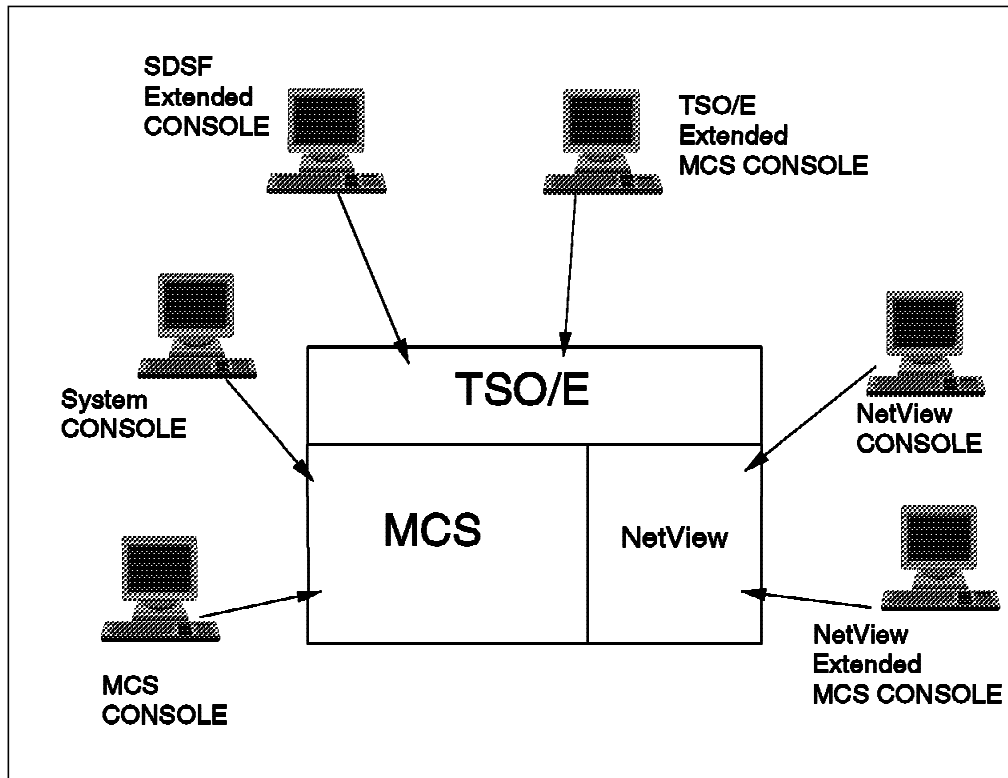 SDSF
Extended
CONSOLE
TSO/E
Extended
MCS CONSOLE
System
CONSOLE
TSO/E
NetView
CONSOLE
MCS
NetView
MCS
CONSOLE
NetView
Extended
MCS CONSOLE